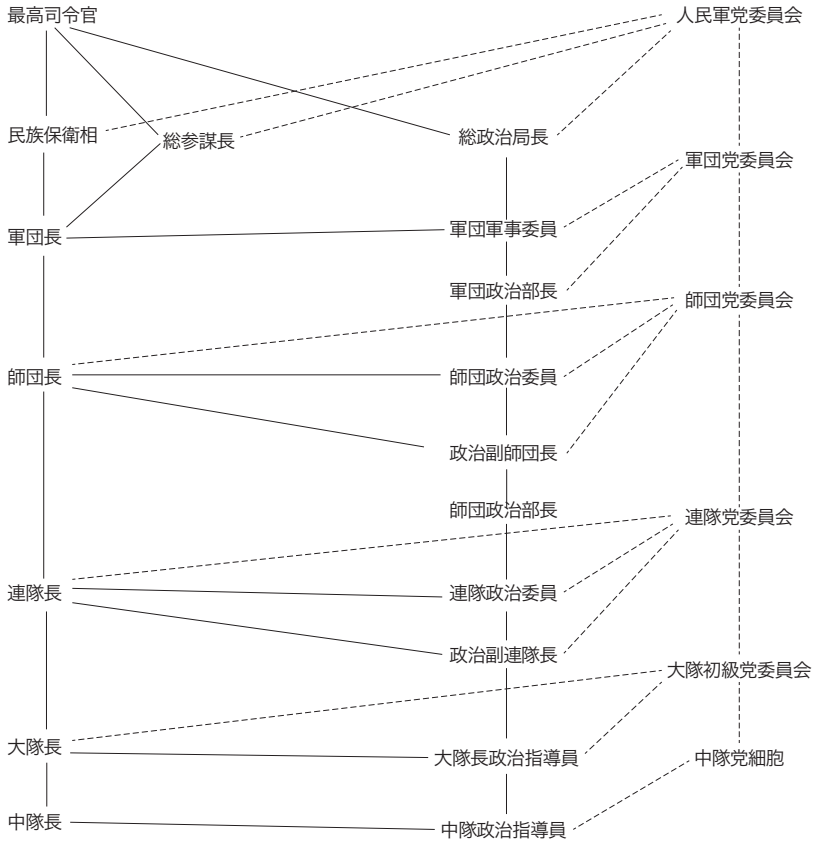 最高司令官
人民軍党委員会
民族保衛相
総参謀長
総政治局長
軍団党委員会
軍団長
軍団軍事委員
軍団政治部長
師団党委員会
師団長
師団政治委員
政治副師団長
師団政治部長
連隊党委員会
連隊長
連隊政治委員
政治副連隊長
大隊初級党委員会
大隊長
大隊長政治指導員
中隊党細胞
中隊長
中隊政治指導員